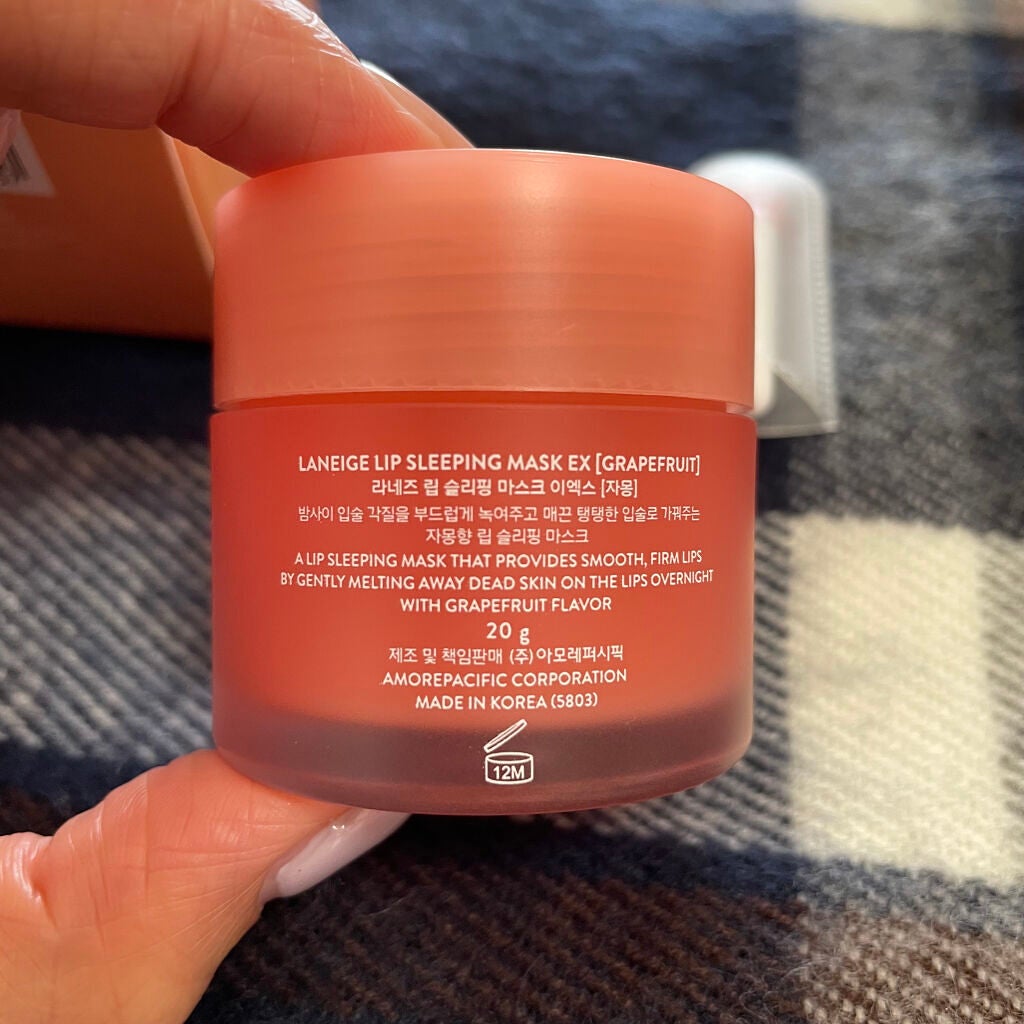 LANEIGE LIP SLEEPING MASK EX [GRAPEFRUIT]
라네즈 립 슬리핑 마스크 이엑스 [자몽]
밤사이 입술 각질을 부드럽게 녹여주고 매끈 탱탱한 입술로 가꿔주는
자몽향 립 슬리핑 마스크
A LIP SLEEPING MASK THAT PROVIDES SMOOTH, FIRM LIPS
BY GENTLY MELTING AWAY DEAD SKIN ON THE LIPS OVERNIGHT
WITH GRAPEFRUIT FLAVOR
20 g
제조 및 책임판매 (주)아모레퍼시픽
AMOREPACIFIC CORPORATION
MADE IN KOREA (5803)
12M